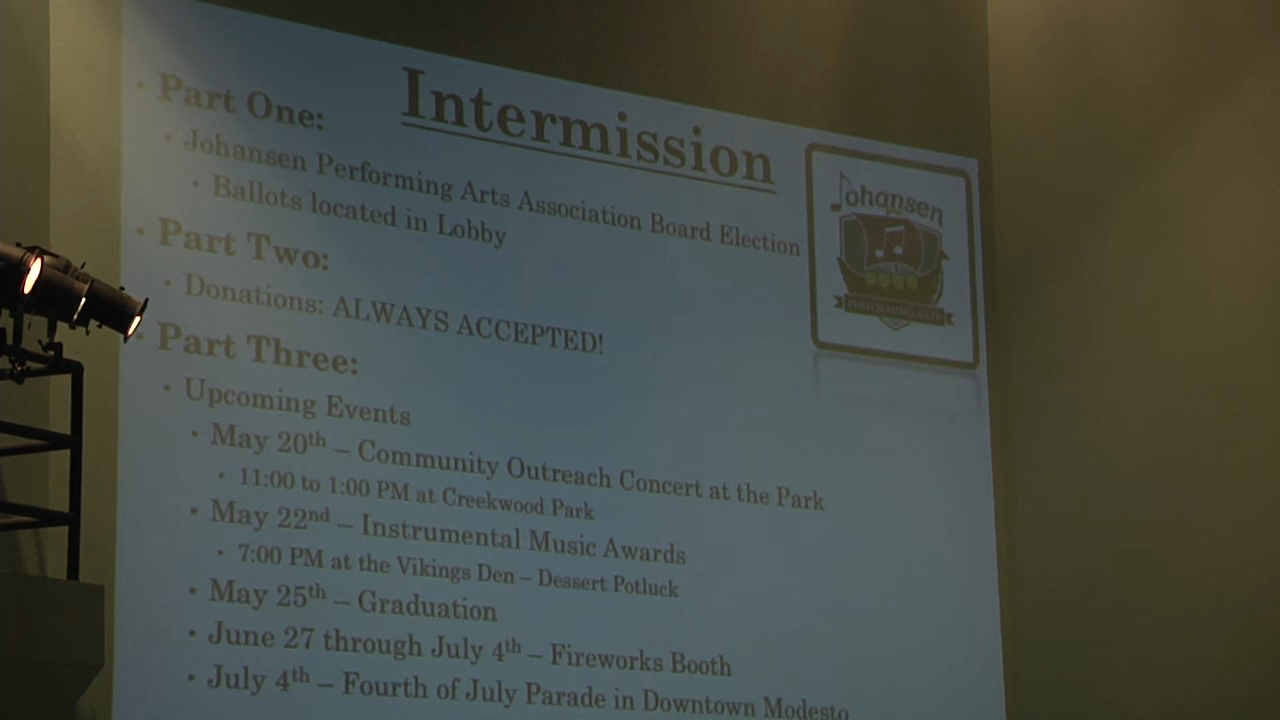 Intermission
• Part One:
• Johansen Performing Arts Association Board Election
• Ballots located in Lobby
• Part Two:
• Donations: ALWAYS ACCEPTED!
• Part Three:
• Upcoming Events
• May 20th – Community Outreach Concert at the Park
• 11:00 to 1:00 PM at Creekwood Park
• May 22nd – Instrumental Music Awards
• 7:00 PM at the Vikings Den – Dessert Potluck
• May 25th – Graduation
• June 27 through July 4th – Fireworks Booth
• July 4th – Fourth of July Parade in Downtown Modesto
Johansen
PERFORMING ARTS